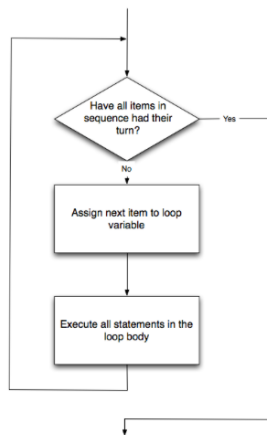 Have all items in
sequence had their
turn?
Yes
No
Assign next item to loop
variable
Execute all statements in the
loop body